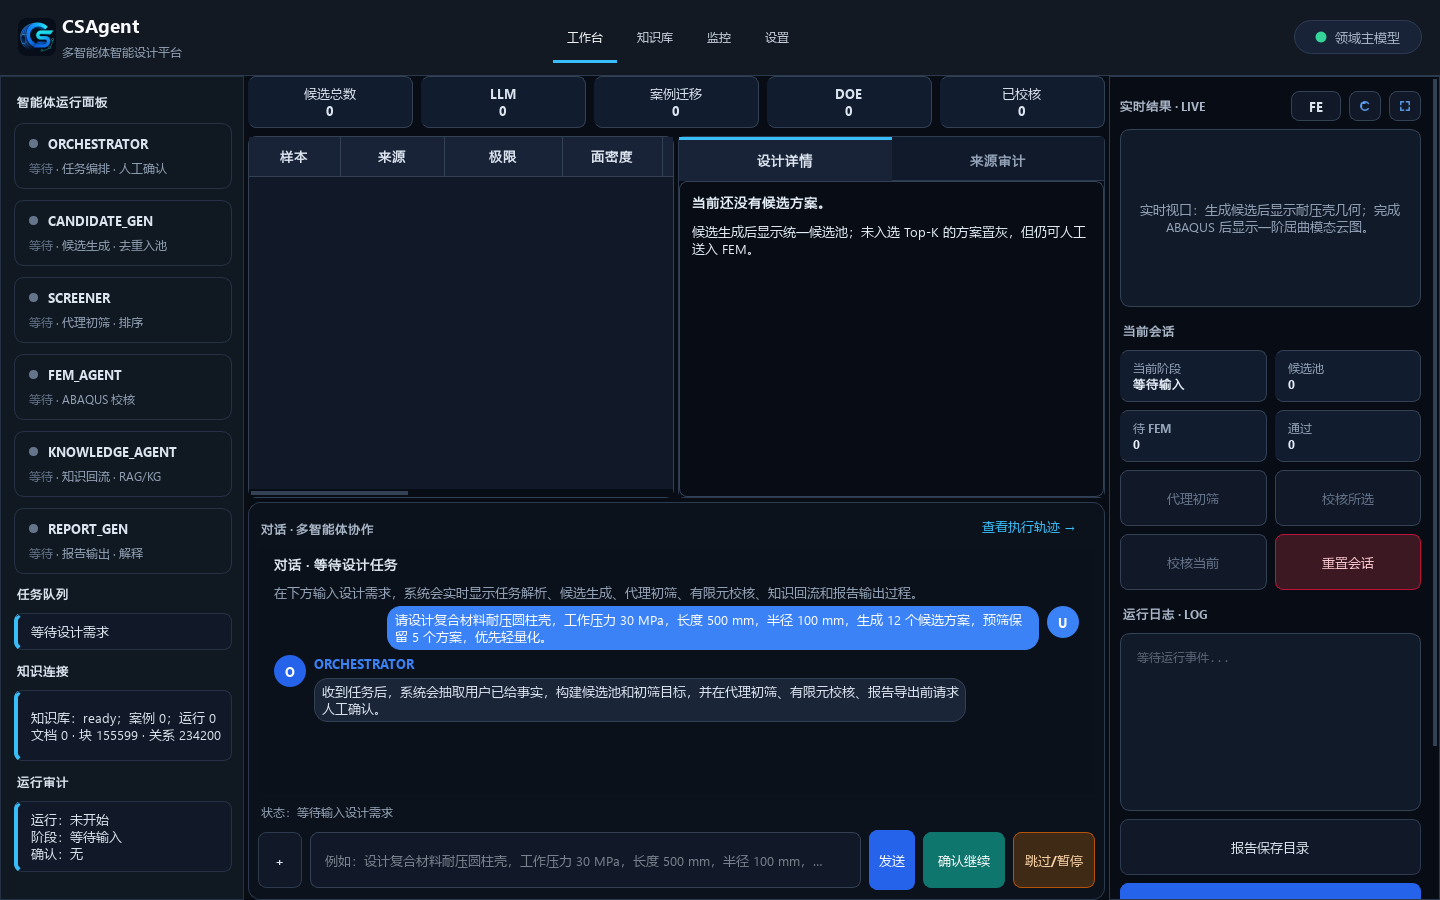 CSAgent
多智能体智能设计平台
工作台
知识库
监控
设置
领域主模型
智能体运行面板
ORCHESTRATOR
等待 · 任务编排 · 人工确认
CANDIDATE_GEN
等待 · 候选生成 · 去重入池
SCREENER
等待 · 代理初筛 · 排序
FEM_AGENT
等待 · ABAQUS 校核
KNOWLEDGE_AGENT
等待 · 知识回流 · RAG/KG
REPORT_GEN
等待 · 报告输出 · 解释
任务队列
等待设计需求
知识连接
知识库：ready；案例 0；运行 0
文档 0 · 块 155599 · 关系 234200
运行审计
运行：未开始
阶段：等待输入
确认：无
候选总数
0
LLM
0
案例迁移
0
DOE
0
已校核
0
样本
来源
极限
面密度
设计详情
来源审计
当前还没有候选方案。
候选生成后显示统一候选池；未入选 Top-K 的方案置灰，但仍可人工
送入 FEM。
对话 · 多智能体协作
查看执行轨迹 →
对话 · 等待设计任务
在下方输入设计需求，系统会实时显示任务解析、候选生成、代理初筛、有限元校核、知识回流和报告输出过程。
请设计复合材料耐压圆柱壳，工作压力 30 MPa，长度 500 mm，半径 100 mm，生成 12 个候选方案，预筛保
留 5 个方案，优先轻量化。
U
O
ORCHESTRATOR
收到任务后，系统会抽取用户已给事实，构建候选池和初筛目标，并在代理初筛、有限元校核、报告导出前请求
人工确认。
状态：等待输入设计需求
+
例如：设计复合材料耐压圆柱壳，工作压力 30 MPa，长度 500 mm，半径 100 mm，...
发送
确认继续
跳过/暂停
实时结果 · LIVE
FE
C
实时视口：生成候选后显示耐压壳几何；完成
ABAQUS 后显示一阶屈曲模态云图。
当前会话
当前阶段
等待输入
候选池
0
待 FEM
0
通过
0
代理初筛
校核所选
校核当前
重置会话
运行日志 · LOG
等待运行事件...
报告保存目录